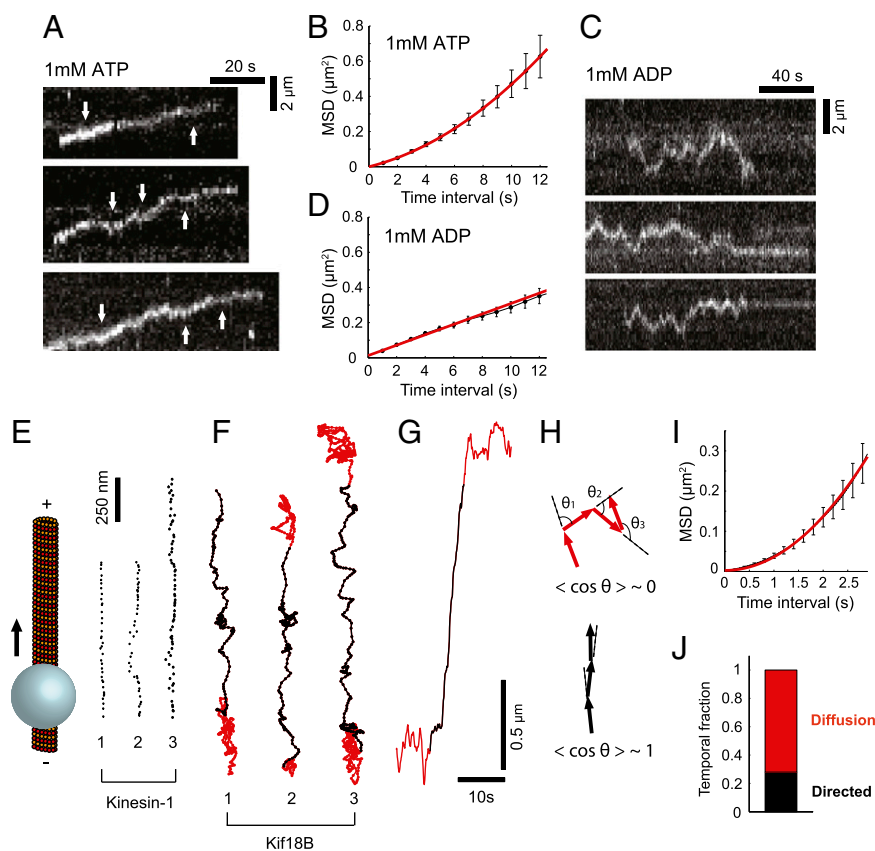 A
1mM ATP
20 s
2 μm
B
1mM ATP
MSD (μm²)
0.8
0.6
0.4
0.2
0
0 2 4 6 8 10 12
Time interval (s)
C
1mM ADP
40 s
2 μm
D
1mM ADP
MSD (μm²)
0.8
0.6
0.4
0.2
0
0 2 4 6 8 10 12
Time interval (s)
E
+
-
250 nm
1 2 3
Kinesin-1
F
1 2 3
Kif18B
G
0.5 μm
10s
H
θ1 θ2 θ3
< cos θ > ~ 0
< cos θ > ~ 1
I
MSD (μm²)
0.3
0.2
0.1
0
0 0.5 1 1.5 2 2.5
Time interval (s)
J
Temporal fraction
1
0.8
0.6
0.4
0.2
0
Diffusion
Directed